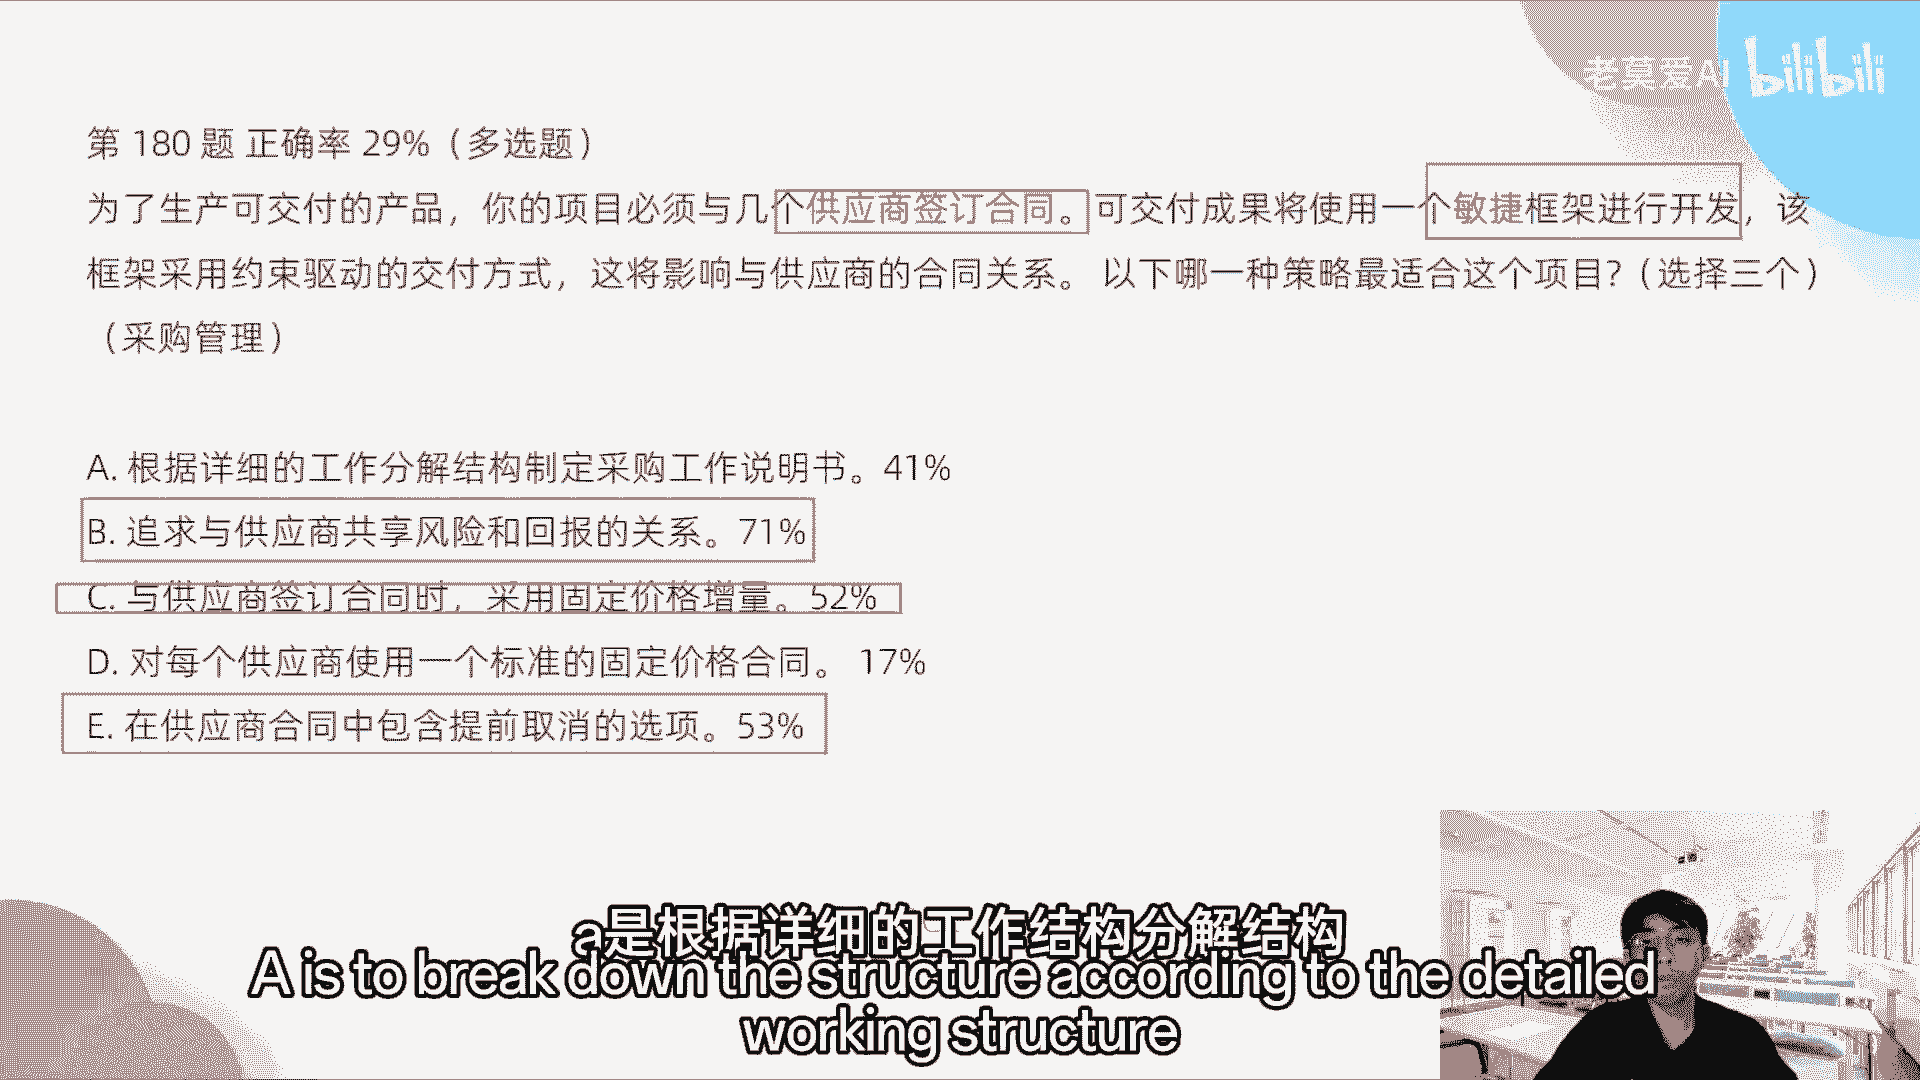 老莫爱AI bilibili
第 180 题 正确率 29%（多选题）
为了生产可交付的产品，你的项目必须与几个供应商签订合同。可交付成果将使用一个敏捷框架进行开发，该
框架采用约束驱动的交付方式，这将影响与供应商的合同关系。 以下哪一种策略最适合这个项目？（选择三个）
（采购管理）
A. 根据详细的工作分解结构制定采购工作说明书。41%
B. 追求与供应商共享风险和回报的关系。71%
C. 与供应商签订合同时，采用固定价格增量。52%
D. 对每个供应商使用一个标准的固定价格合同。 17%
E. 在供应商合同中包含提前取消的选项。53%
a是根据详细的工作结构分解结构
A is to break down the structure according to the detailed
working structure